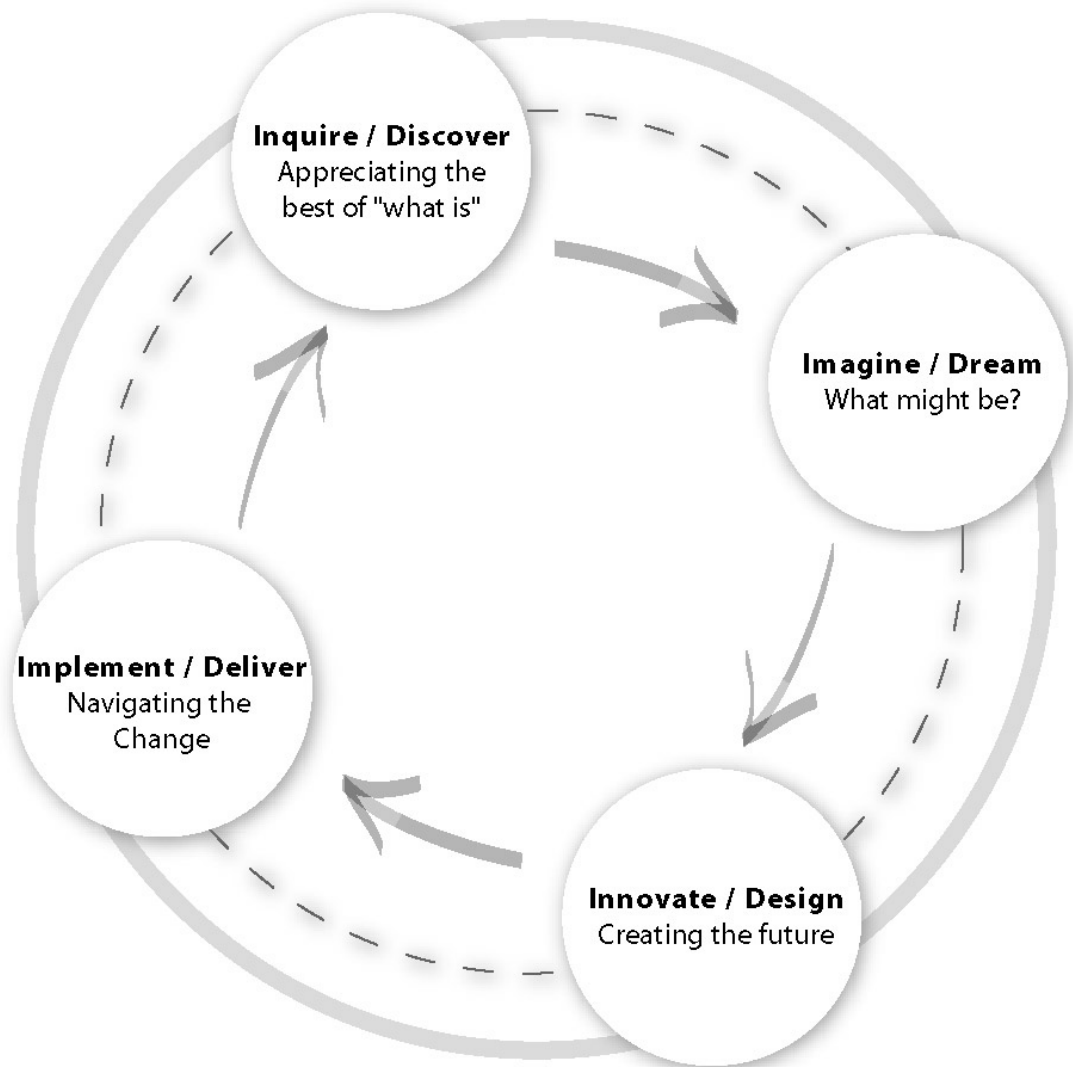 Inquire / Discover
Appreciating the
best of "what is"
Imagine / Dream
What might be?
Innovate / Design
Creating the future
Implement / Deliver
Navigating the
Change